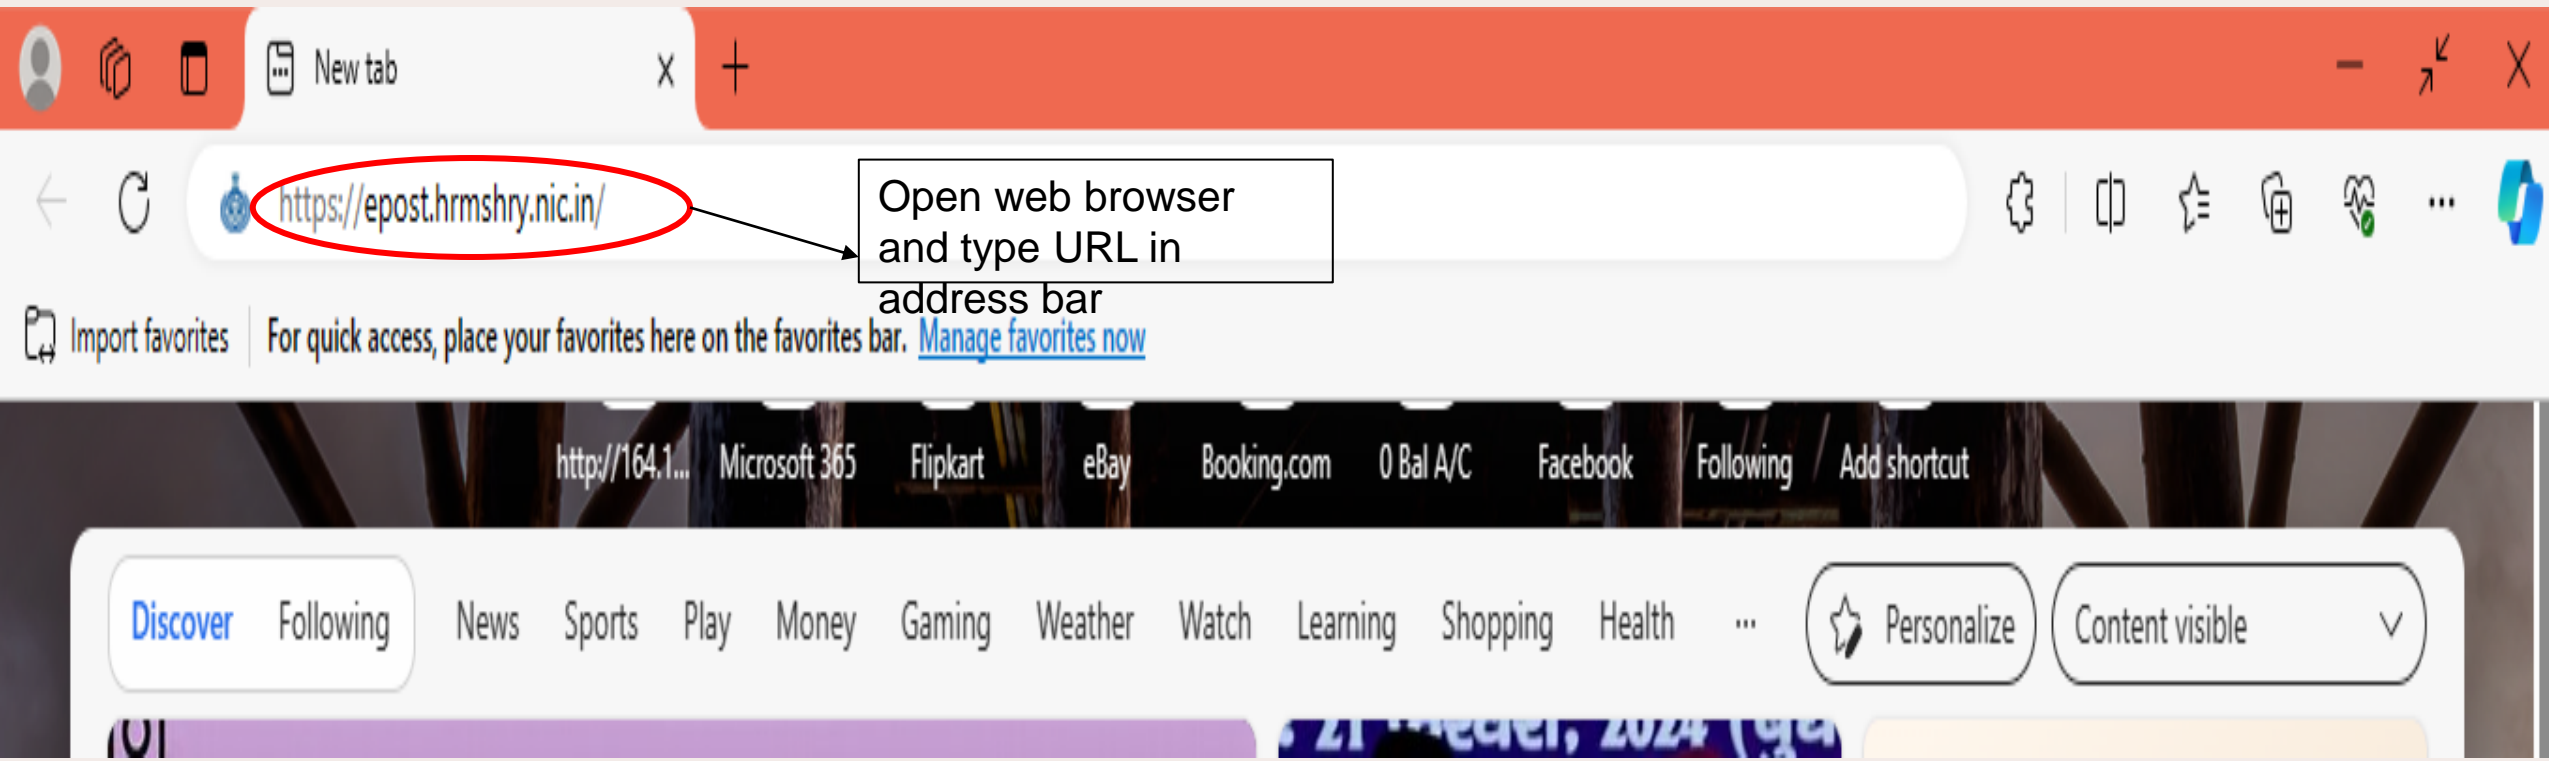 New tab
https://epost.hrmshry.nic.in/
Open web browser
and type URL in
address bar
Import favorites
For quick access, place your favorites here on the favorites bar. Manage favorites now
http://164.1... Microsoft 365 Flipkart eBay Booking.com 0 Bal A/C Facebook Following Add shortcut
Discover Following News Sports Play Money Gaming Weather Watch Learning Shopping Health ... Personalize Content visible
21 2024